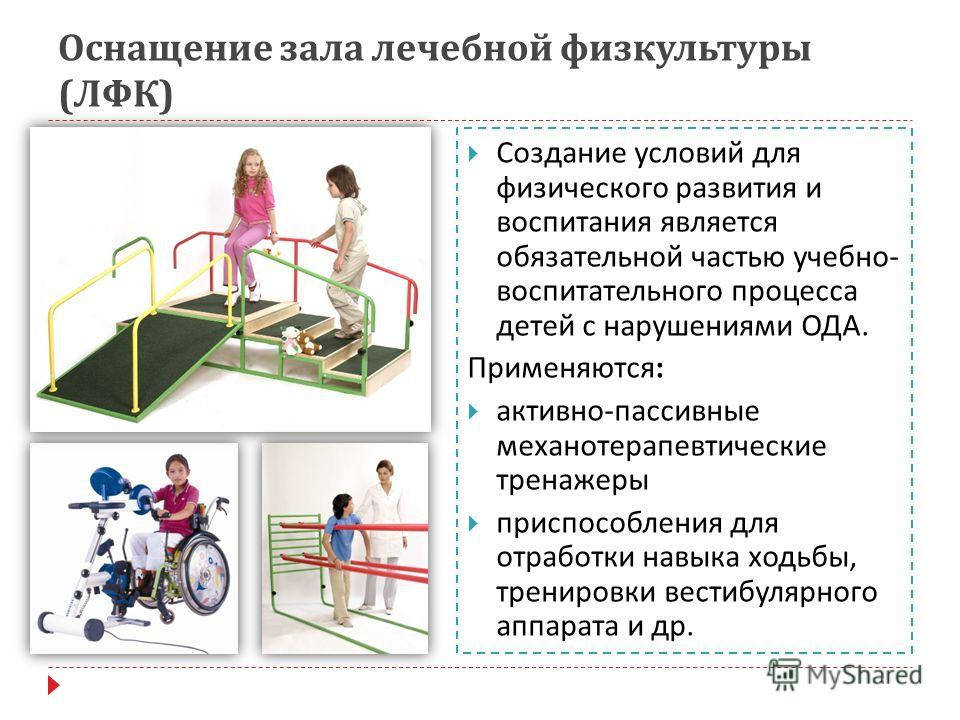 Оснащение зала лечебной физкультуры
(ЛФК)
Создание условий для
физического развития и
воспитания является
обязательной частью учебно-
воспитательного процесса
детей с нарушениями ОДА.
Применяются:
активно-пассивные
механотерапевтические
тренажеры
приспособления для
отработки навыка ходьбы,
тренировки вестибулярного
аппарата и др.
MyShared